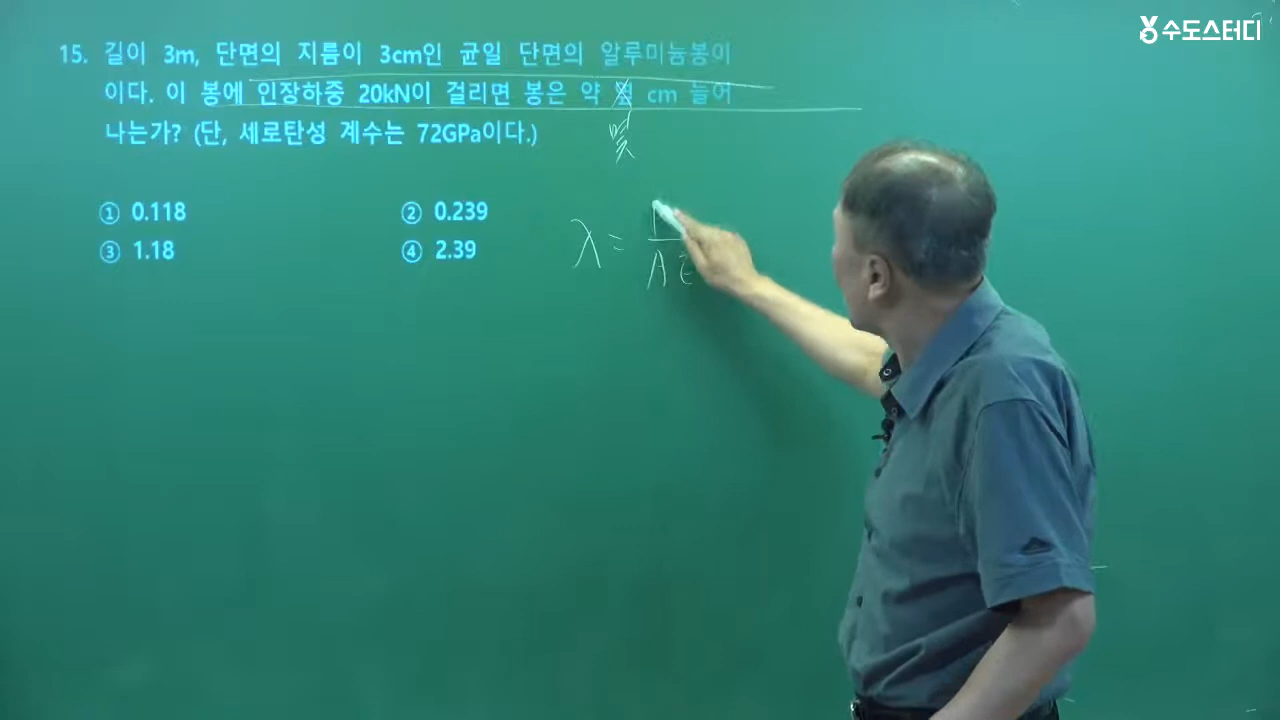 수도스터디
15. 길이 3m, 단면의 지름이 3cm인 균일 단면의 알루미늄봉이
이다. 이 봉에 인장하중 20kN이 걸리면 봉은 약 몇 cm 늘어
나는가? (단, 세로탄성 계수는 72GPa이다.)
몇
① 0.118 ② 0.239
③ 1.18 ④ 2.39
λ =
A E